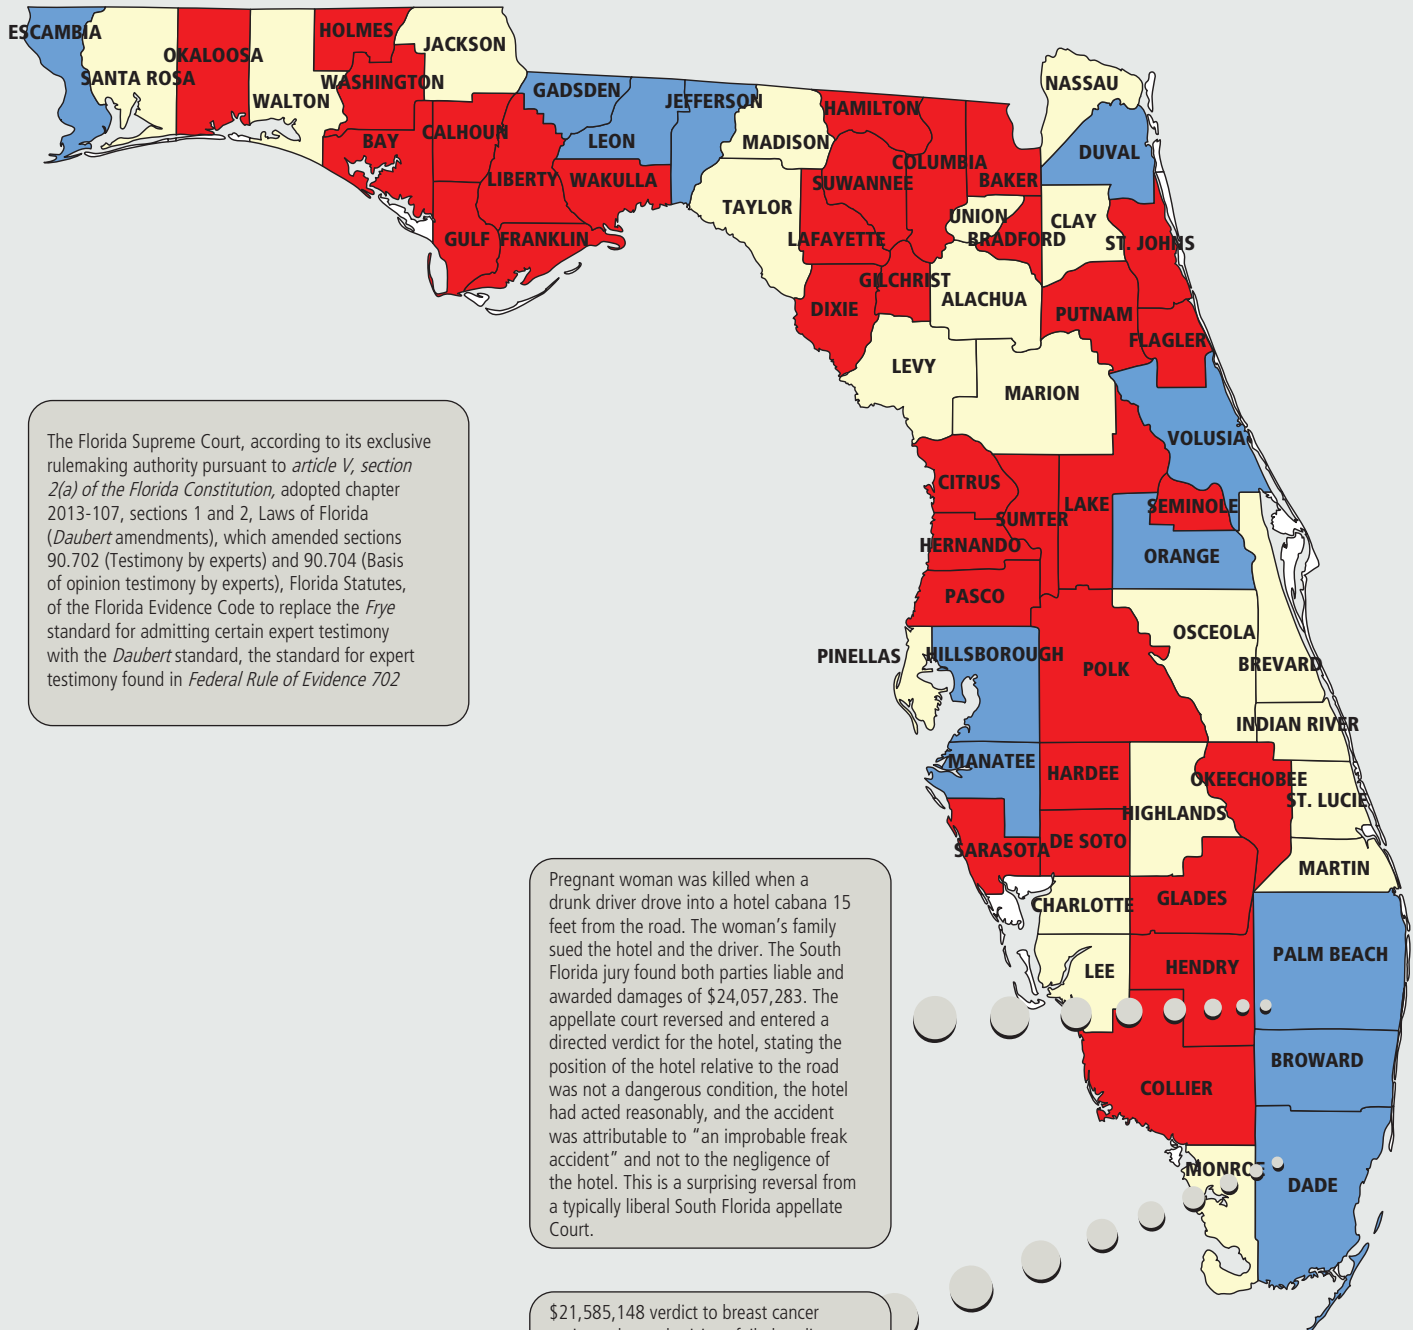 ESCAMBIA
SANTA ROSA
OKALOOSA
WALTON
HOLMES
WASHINGTON
JACKSON
BAY
CALHOUN
GULF
LIBERTY
FRANKLIN
GADSDEN
LEON
WAKULLA
JEFFERSON
MADISON
TAYLOR
HAMILTON
SUWANNEE
LAFAYETTE
DIXIE
COLUMBIA
GILCHRIST
BAKER
UNION
BRADFORD
ALACHUA
NASSAU
DUVAL
CLAY
ST. JOHNS
PUTNAM
FLAGLER
LEVY
MARION
VOLUSIA
CITRUS
SUMTER
LAKE
SEMINOLE
HERNANDO
ORANGE
PASCO
OSCEOLA
PINELLAS
HILLSBOROUGH
POLK
BREVARD
INDIAN RIVER
MANATEE
HARDEE
OKEECHOBEE
ST. LUCIE
HIGHLANDS
SARASOTA
DE SOTO
MARTIN
CHARLOTTE
GLADES
LEE
HENDRY
PALM BEACH
BROWARD
COLLIER
MONROE
DADE
The Florida Supreme Court, according to its exclusive
rulemaking authority pursuant to article V, section
2(a) of the Florida Constitution, adopted chapter
2013-107, sections 1 and 2, Laws of Florida
(Daubert amendments), which amended sections
90.702 (Testimony by experts) and 90.704 (Basis
of opinion testimony by experts), Florida Statutes,
of the Florida Evidence Code to replace the Frye
standard for admitting certain expert testimony
with the Daubert standard, the standard for expert
testimony found in Federal Rule of Evidence 702
Pregnant woman was killed when a
drunk driver drove into a hotel cabana 15
feet from the road. The woman's family
sued the hotel and the driver. The South
Florida jury found both parties liable and
awarded damages of $24,057,283. The
appellate court reversed and entered a
directed verdict for the hotel, stating the
position of the hotel relative to the road
was not a dangerous condition, the hotel
had acted reasonably, and the accident
was attributable to "an improbable freak
accident" and not to the negligence of
the hotel. This is a surprising reversal from
a typically liberal South Florida appellate
Court.
$21,585,148 verdict to breast cancer